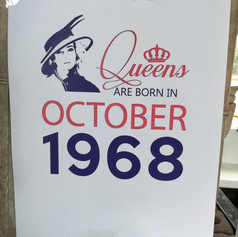 Queens
ARE BORN IN
OCTOBER
1968